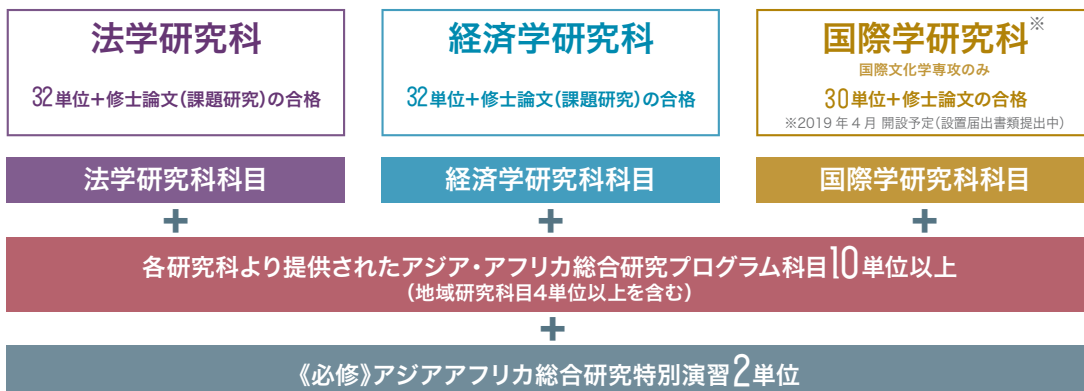 法学研究科
32単位+修士論文(課題研究)の合格
経済学研究科
32単位+修士論文(課題研究)の合格
国際学研究科※
国際文化学専攻のみ
30単位+修士論文の合格
※2019年4月 開設予定(設置届出書類提出中)
法学研究科科目
経済学研究科科目
国際学研究科科目
+
+
+
各研究科より提供されたアジア・アフリカ総合研究プログラム科目10単位以上
(地域研究科目4単位以上を含む)
+
《必修》アジアアフリカ総合研究特別演習2単位